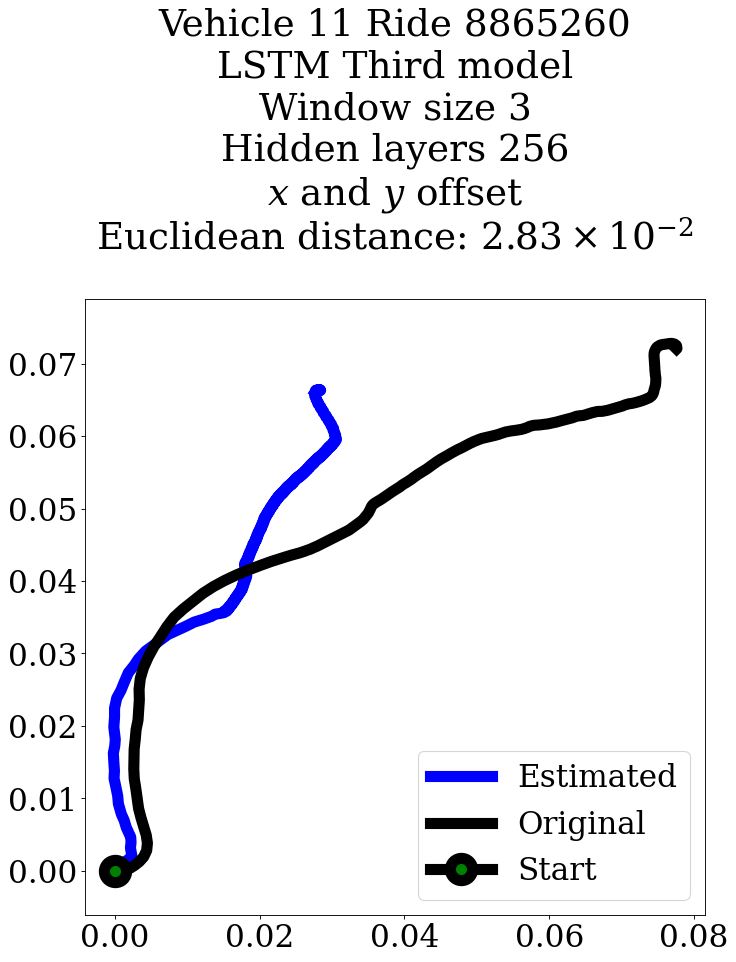 Vehicle 11 Ride 8865260
LSTM Third model
Window size 3
Hidden layers 256
x and y offset
Euclidean distance: 2.83 × 10⁻²
0.07
0.06
0.05
0.04
0.03
0.02
0.01
0.00
Estimated
Original
Start
0.00 0.02 0.04 0.06 0.08